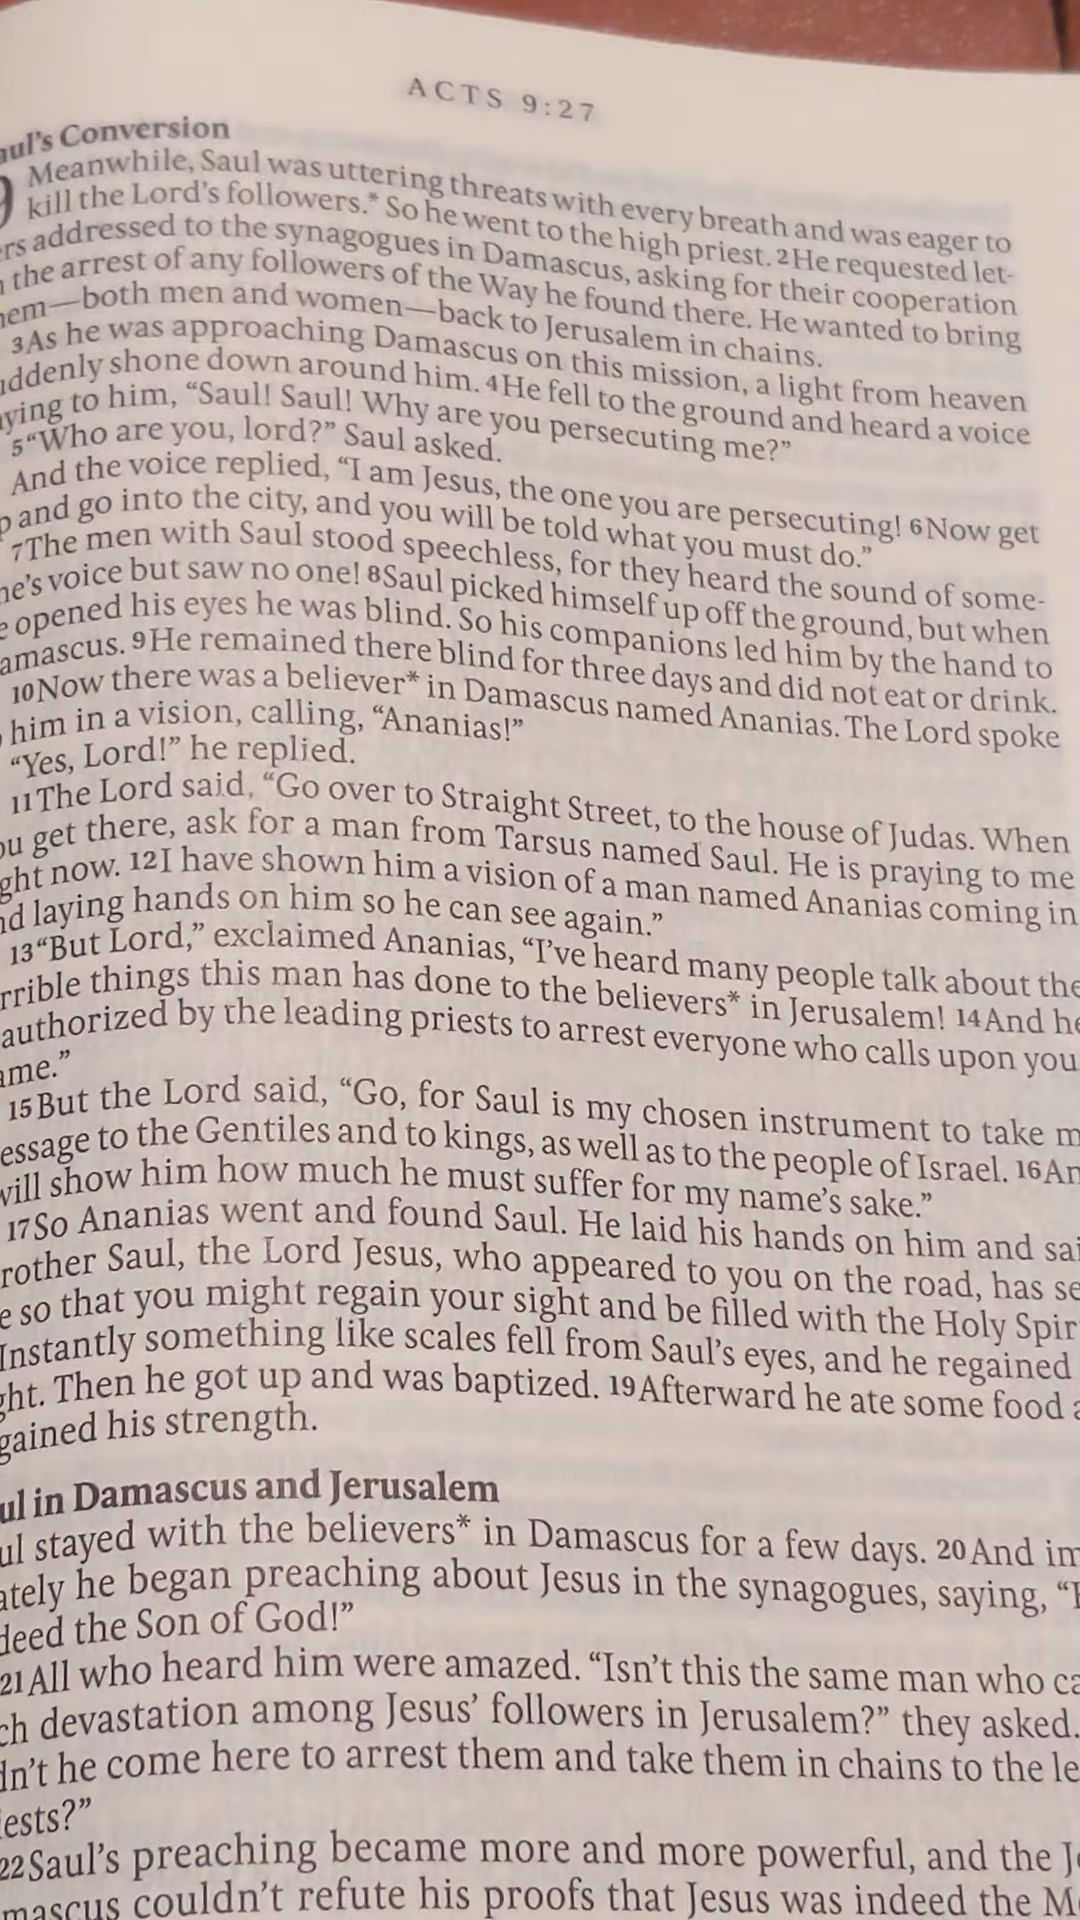 ACTS 9:27
aul's Conversion
9 Meanwhile, Saul was uttering threats with every breath and was eager to
kill the Lord's followers.* So he went to the high priest. 2He requested let-
rs addressed to the synagogues in Damascus, asking for their cooperation
the arrest of any followers of the Way he found there. He wanted to bring
em—both men and women—back to Jerusalem in chains.
3As he was approaching Damascus on this mission, a light from heaven
ddenly shone down around him. 4He fell to the ground and heard a voice
ying to him, “Saul! Saul! Why are you persecuting me?”
5“Who are you, lord?” Saul asked.
And the voice replied, “I am Jesus, the one you are persecuting! 6Now get
p and go into the city, and you will be told what you must do.”
7The men with Saul stood speechless, for they heard the sound of some-
ne's voice but saw no one! 8Saul picked himself up off the ground, but when
e opened his eyes he was blind. So his companions led him by the hand to
amascus. 9He remained there blind for three days and did not eat or drink.
10Now there was a believer* in Damascus named Ananias. The Lord spoke
him in a vision, calling, “Ananias!”
“Yes, Lord!” he replied.
11The Lord said, “Go over to Straight Street, to the house of Judas. When
ou get there, ask for a man from Tarsus named Saul. He is praying to me
ght now. 12I have shown him a vision of a man named Ananias coming in
nd laying hands on him so he can see again.”
13“But Lord,” exclaimed Ananias, “I've heard many people talk about the
rrible things this man has done to the believers* in Jerusalem! 14And he
authorized by the leading priests to arrest everyone who calls upon you
ame.”
15But the Lord said, “Go, for Saul is my chosen instrument to take m
essage to the Gentiles and to kings, as well as to the people of Israel. 16An
will show him how much he must suffer for my name's sake.”
17So Ananias went and found Saul. He laid his hands on him and sai
rother Saul, the Lord Jesus, who appeared to you on the road, has se
e so that you might regain your sight and be filled with the Holy Spir
Instantly something like scales fell from Saul's eyes, and he regained
ght. Then he got up and was baptized. 19Afterward he ate some food a
gained his strength.
ul in Damascus and Jerusalem
ul stayed with the believers* in Damascus for a few days. 20And im
ately he began preaching about Jesus in the synagogues, saying, “H
deed the Son of God!”
21All who heard him were amazed. “Isn't this the same man who ca
ch devastation among Jesus' followers in Jerusalem?” they asked.
dn't he come here to arrest them and take them in chains to the le
iests?”
22Saul's preaching became more and more powerful, and the Je
mascus couldn't refute his proofs that Jesus was indeed the Me